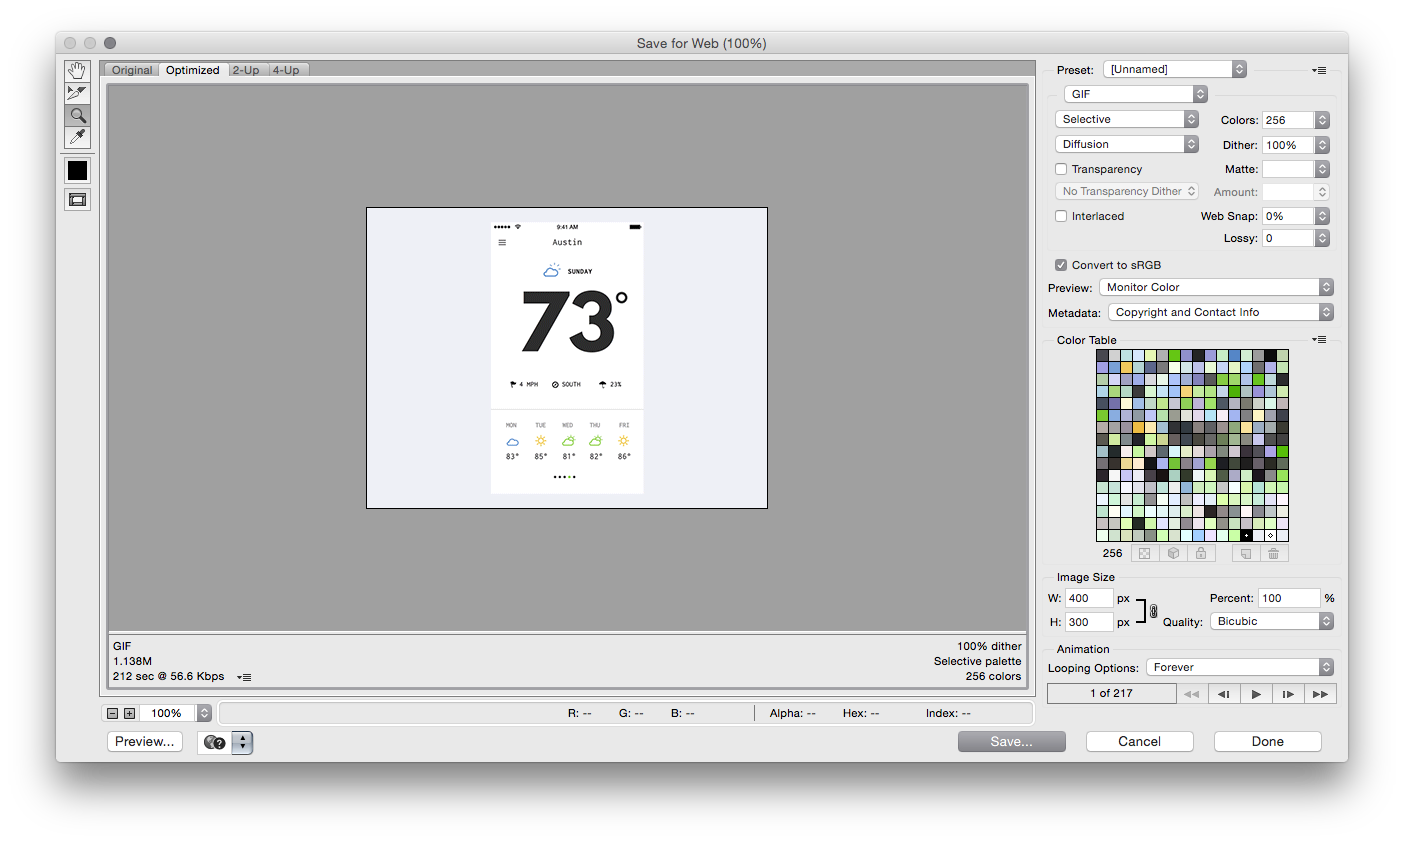 Save for Web (100%)
Original Optimized 2-Up 4-Up
9:41 AM
Austin
SUNDAY
73°
4 MPH SOUTH 23%
MON TUE WED THU FRI
83° 85° 81° 82° 86°
GIF 100% dither
1.138M Selective palette
212 sec @ 56.6 Kbps 256 colors
100% R: -- G: -- B: -- Alpha: -- Hex: -- Index: --
Preview... Save... Cancel Done
Preset: [Unnamed]
GIF
Selective Colors: 256
Diffusion Dither: 100%
Transparency Matte:
No Transparency Dither Amount:
Interlaced Web Snap: 0%
Lossy: 0
Convert to sRGB
Preview: Monitor Color
Metadata: Copyright and Contact Info
Color Table
256
Image Size
W: 400 px Percent: 100 %
H: 300 px Quality: Bicubic
Animation
Looping Options: Forever
1 of 217